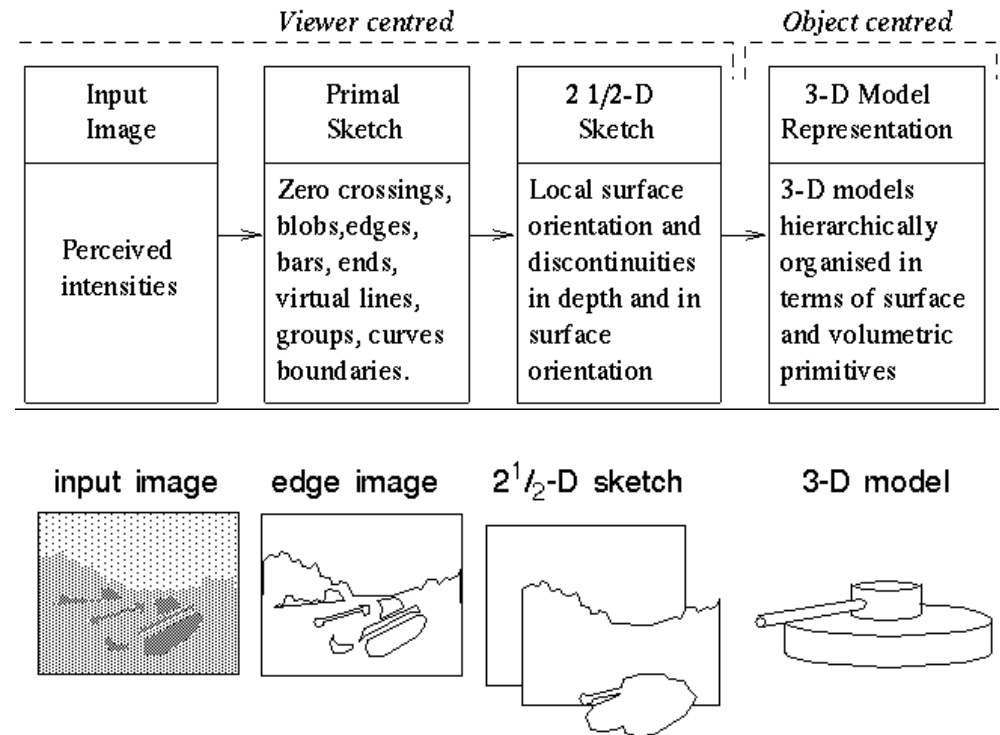 Viewer centred
Object centred
Input
Image
Perceived
intensities
Primal
Sketch
Zero crossings,
blobs,edges,
bars, ends,
virtual lines,
groups, curves
boundaries.
2 1/2-D
Sketch
Local surface
orientation and
discontinuities
in depth and in
surface
orientation
3-D Model
Representation
3-D models
hierarchically
organised in
terms of surface
and volumetric
primitives
input image
edge image
2 1/2-D sketch
3-D model